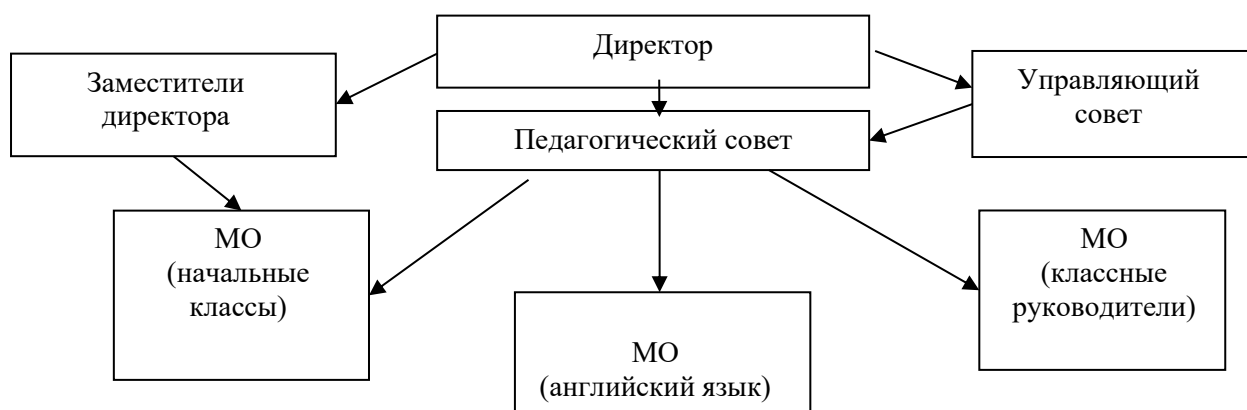 Директор
Заместители
директора
Управляющий
совет
Педагогический совет
МО
(начальные
классы)
МО
(английский язык)
МО
(классные
руководители)